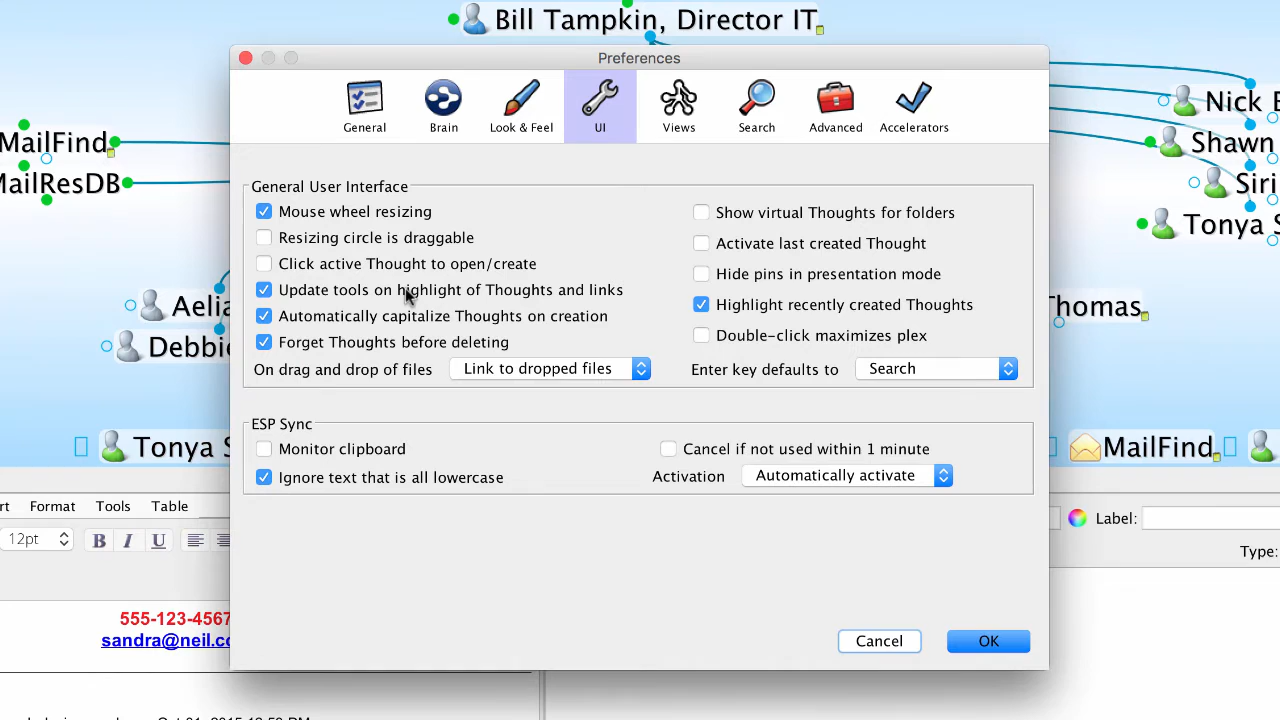 Bill Tampkin, Director IT
Preferences
General
Brain
Look & Feel
UI
Views
Search
Advanced
Accelerators
Nick
MailFind
Shawn
MailResDB
Siri
Tonya S
General User Interface
Mouse wheel resizing
Resizing circle is draggable
Click active Thought to open/create
Update tools on highlight of Thoughts and links
Automatically capitalize Thoughts on creation
Forget Thoughts before deleting
On drag and drop of files
Link to dropped files
Show virtual Thoughts for folders
Activate last created Thought
Hide pins in presentation mode
Highlight recently created Thoughts
Double-click maximizes plex
Enter key defaults to
Search
Aelia
Debbie
Thomas
ESP Sync
Monitor clipboard
Ignore text that is all lowercase
Cancel if not used within 1 minute
Activation
Automatically activate
Tonya S
MailFind
Format
Tools
Table
12pt
B I U
Label:
Type:
555-123-4567
sandra@neil.co
Cancel
OK